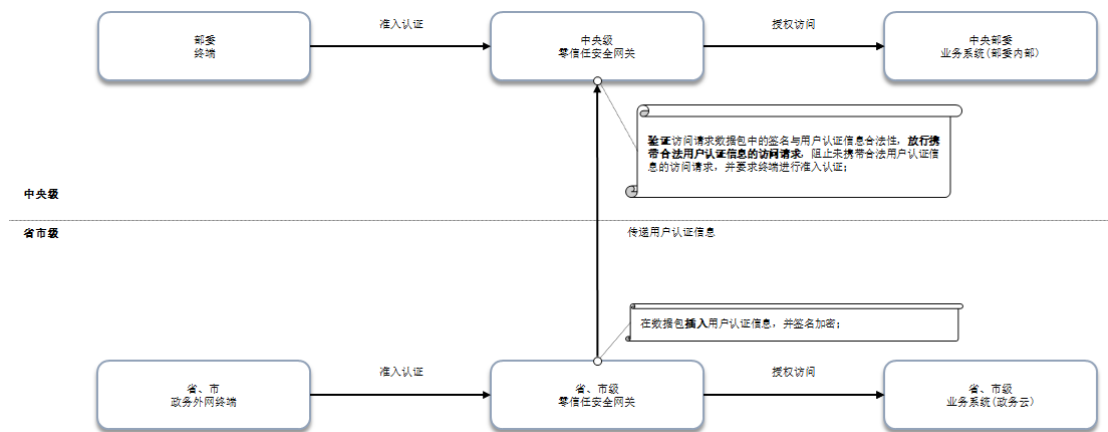 部委
终端
准入认证
中央级
零信任安全网关
授权访问
中央部委
业务系统(部委内部)
验证访问请求数据包中的签名与用户认证信息合法性，放行携
带合法用户认证信息的访问请求，阻止未携带合法用户认证信
息的访问请求，并要求终端进行准入认证；
中央级
省市级
传递用户认证信息
在数据包插入用户认证信息，并签名加密；
省、市
政务外网终端
准入认证
省、市级
零信任安全网关
授权访问
省、市级
业务系统(政务云)